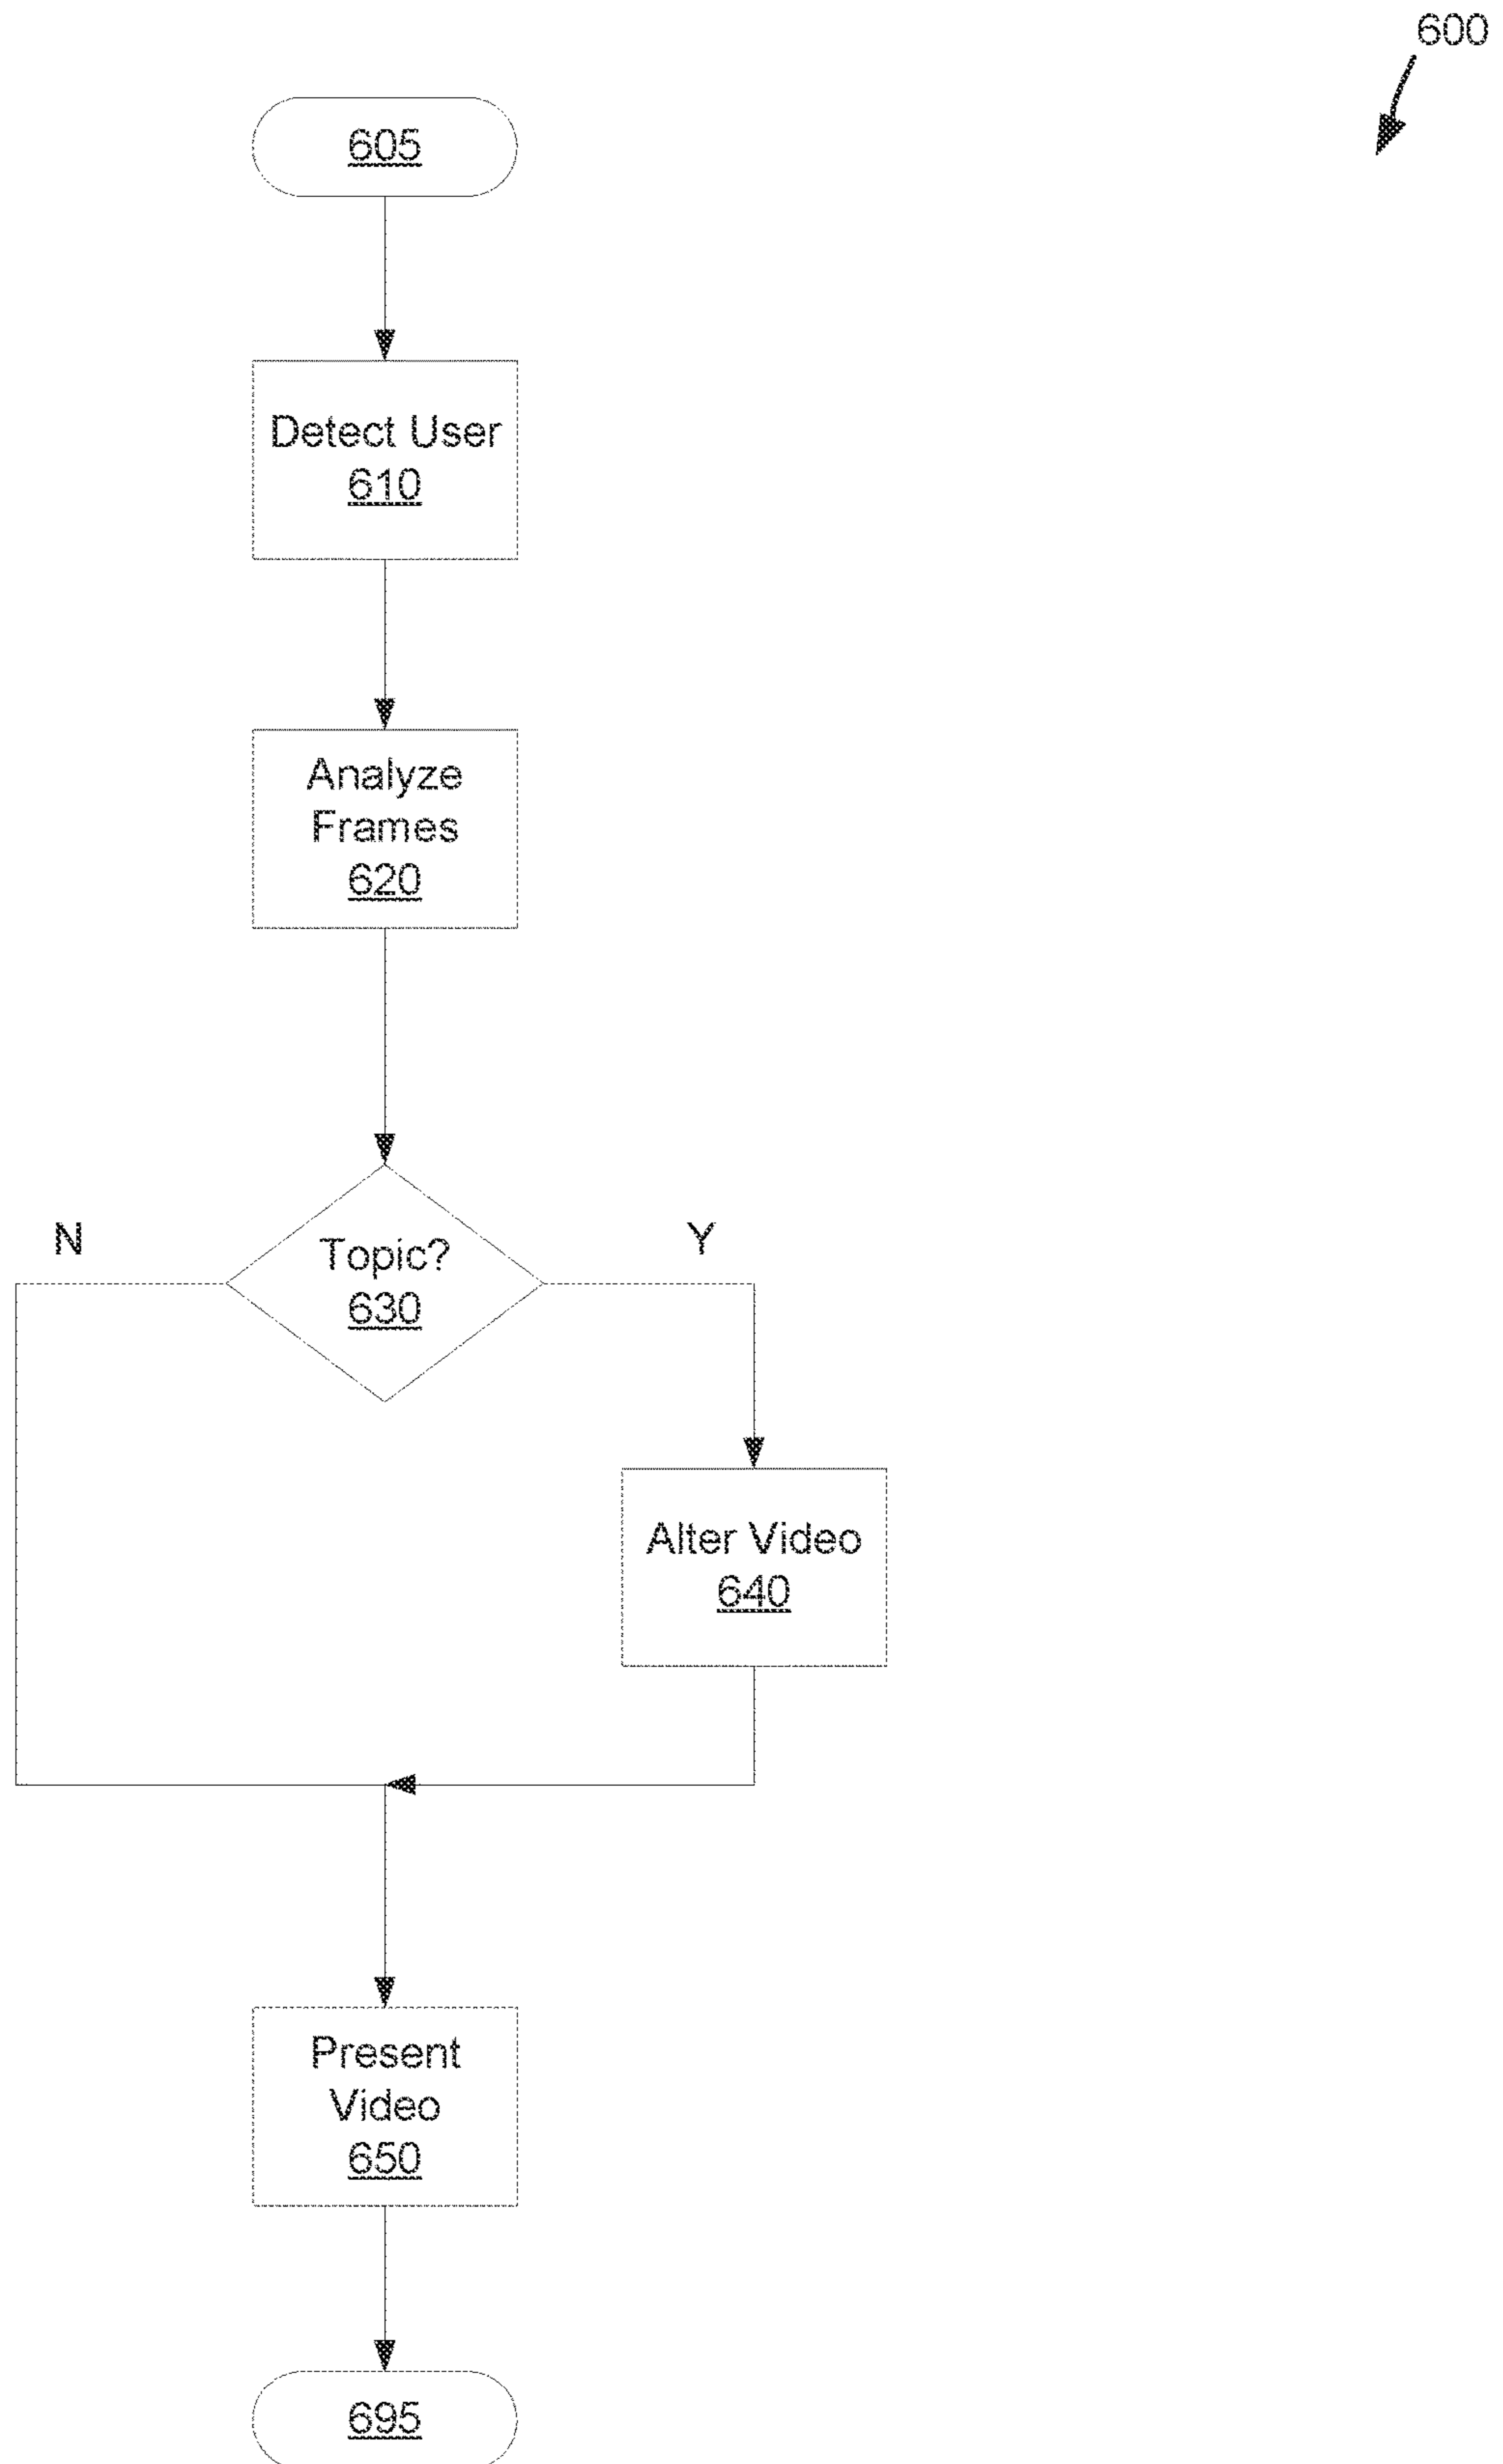 600
605
Detect User
610
Analyze
Frames
620
N
Y
Topic?
630
Alter Video
640
Present
Video
650
695